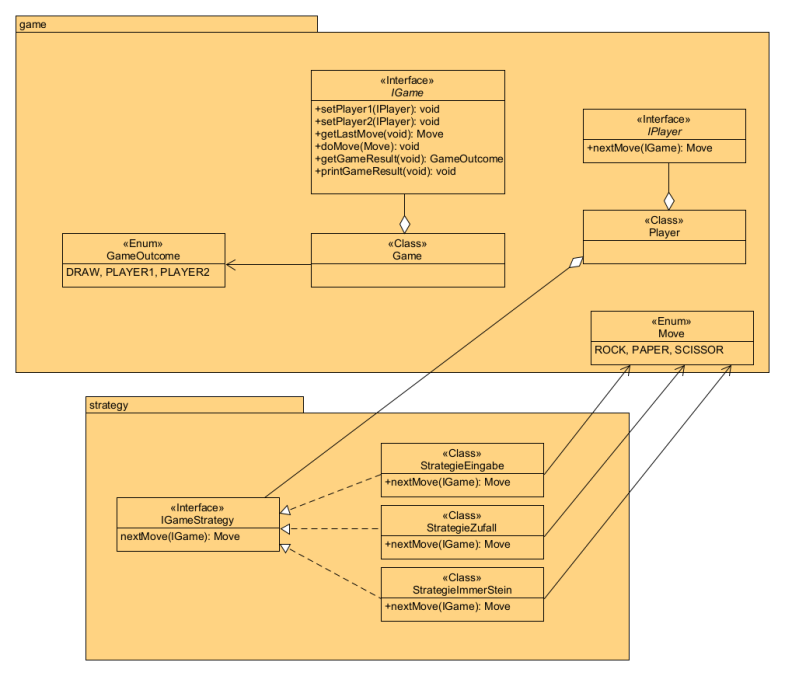 game
«Interface»
IGame
+setPlayer1(IPlayer): void
+setPlayer2(IPlayer): void
+getLastMove(void): Move
+doMove(Move): void
+getGameResult(void): GameOutcome
+printGameResult(void): void
«Interface»
IPlayer
+nextMove(IGame): Move
«Class»
Player
«Enum»
GameOutcome
DRAW, PLAYER1, PLAYER2
«Class»
Game
«Enum»
Move
ROCK, PAPER, SCISSOR
strategy
«Class»
StrategieEingabe
+nextMove(IGame): Move
«Interface»
IGameStrategy
nextMove(IGame): Move
«Class»
StrategieZufall
+nextMove(IGame): Move
«Class»
StrategieImmerStein
+nextMove(IGame): Move